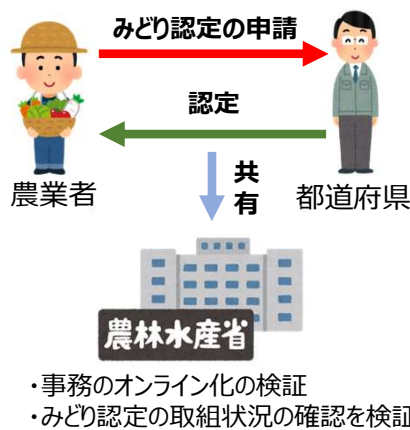 みどり認定の申請
認定
農業者
共有
都道府県
農林水産省
・事務のオンライン化の検証
・みどり認定の取組状況の確認を検証